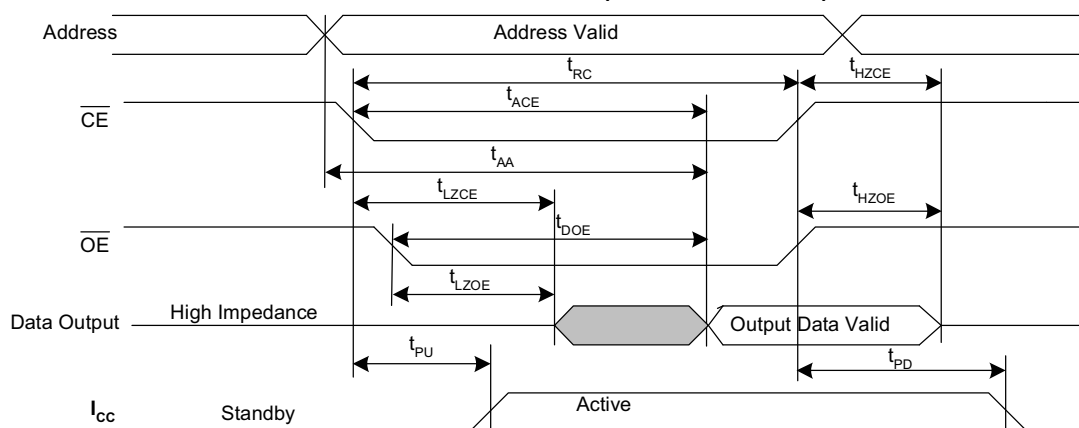 Address
Address Valid
tRC
tHZCE
tACE
CE
tAA
tLZCE
tHZOE
OE
tDOE
tLZOE
Data Output
High Impedance
Output Data Valid
tPU
tPD
ICC
Standby
Active